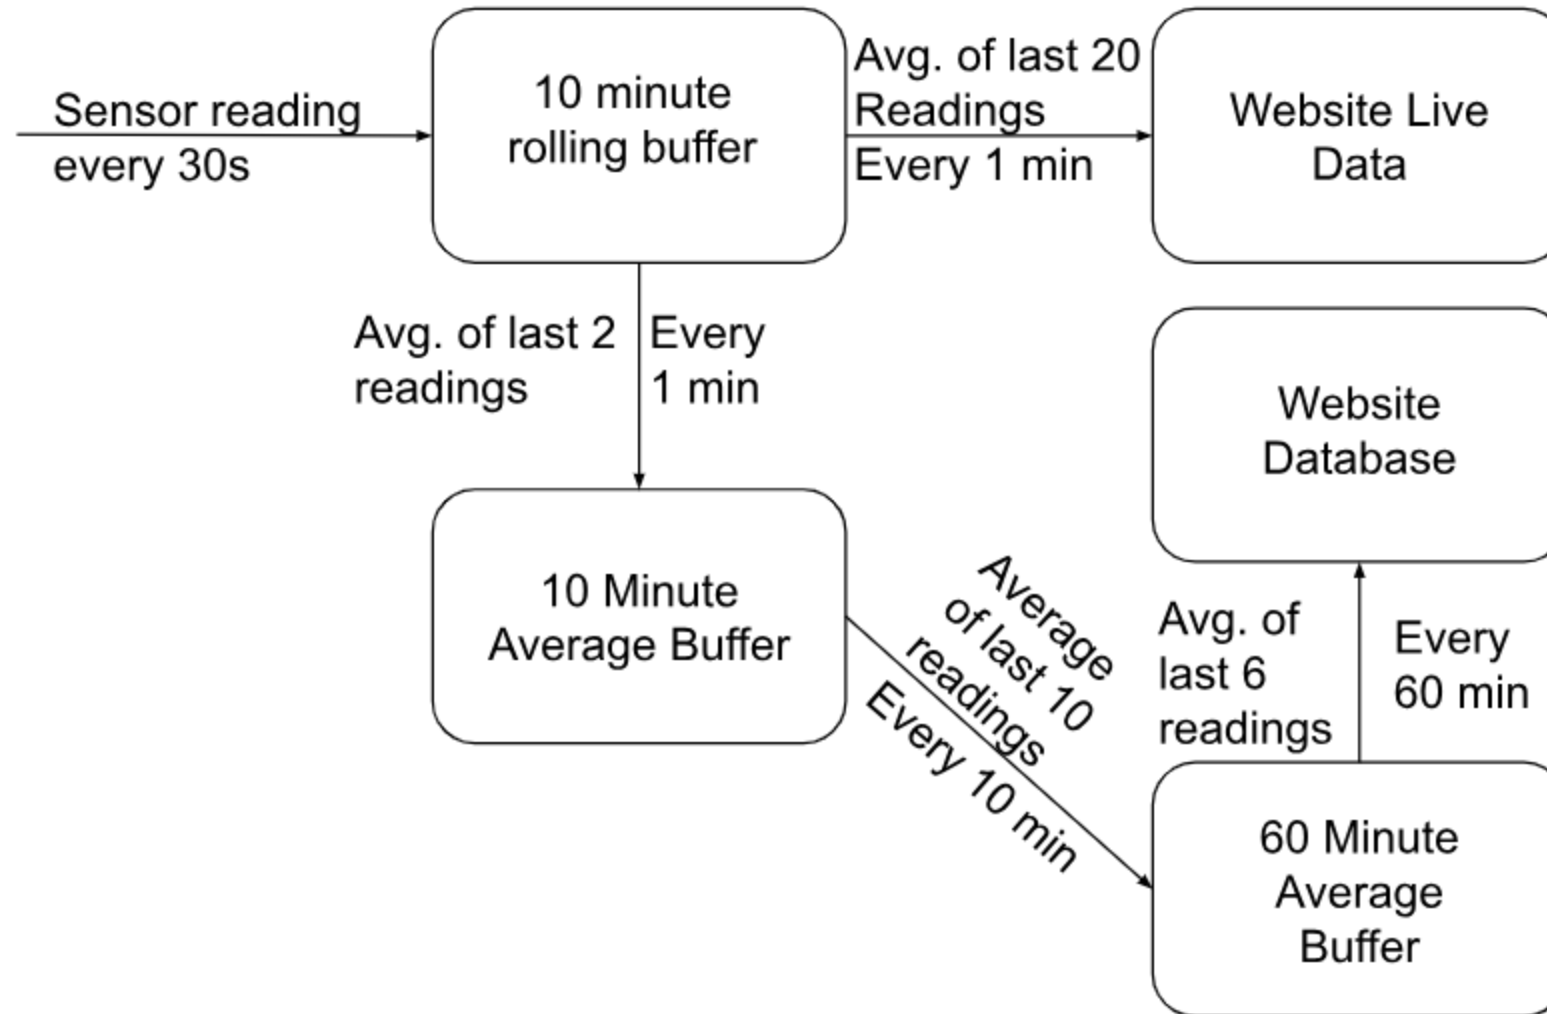 Sensor reading
every 30s
10 minute
rolling buffer
Avg. of last 20
Readings
Every 1 min
Website Live
Data
Avg. of last 2
readings
Every
1 min
Website
Database
10 Minute
Average Buffer
Average
of last 10
readings
Every 10 min
Avg. of
last 6
readings
Every
60 min
60 Minute
Average
Buffer